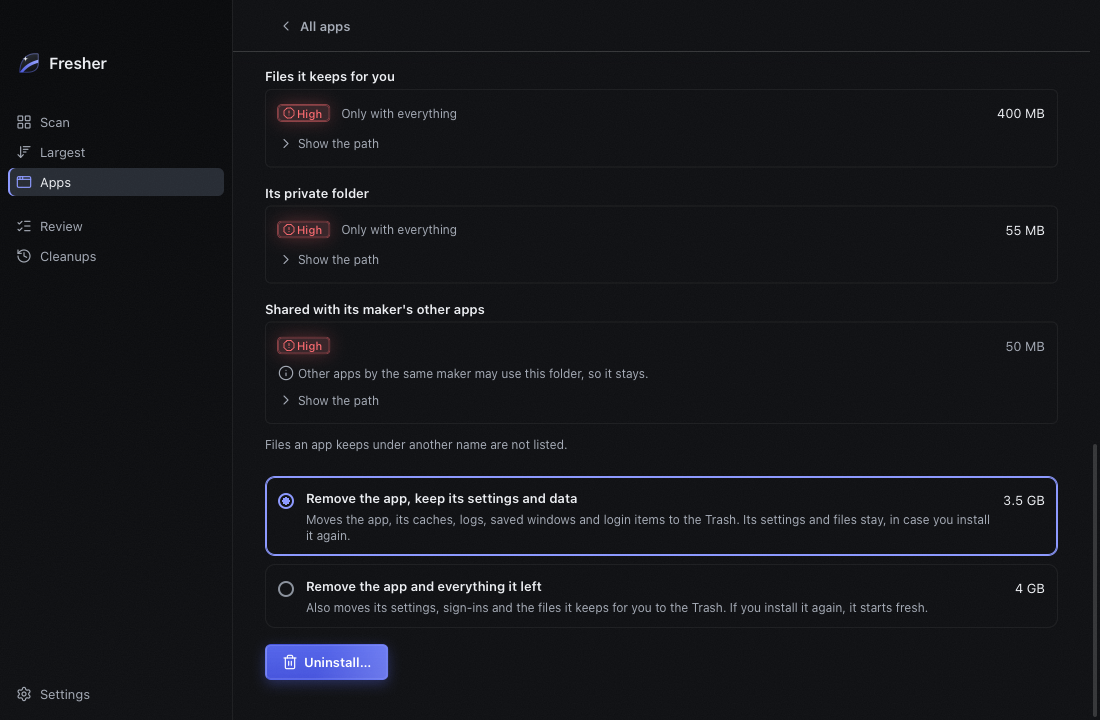 All apps
Fresher
Scan
Largest
Apps
Review
Cleanups
Settings
Files it keeps for you
High Only with everything 400 MB
Show the path
Its private folder
High Only with everything 55 MB
Show the path
Shared with its maker's other apps
High 50 MB
Other apps by the same maker may use this folder, so it stays.
Show the path
Files an app keeps under another name are not listed.
Remove the app, keep its settings and data 3.5 GB
Moves the app, its caches, logs, saved windows and login items to the Trash. Its settings and files stay, in case you install
it again.
Remove the app and everything it left 4 GB
Also moves its settings, sign-ins and the files it keeps for you to the Trash. If you install it again, it starts fresh.
Uninstall...